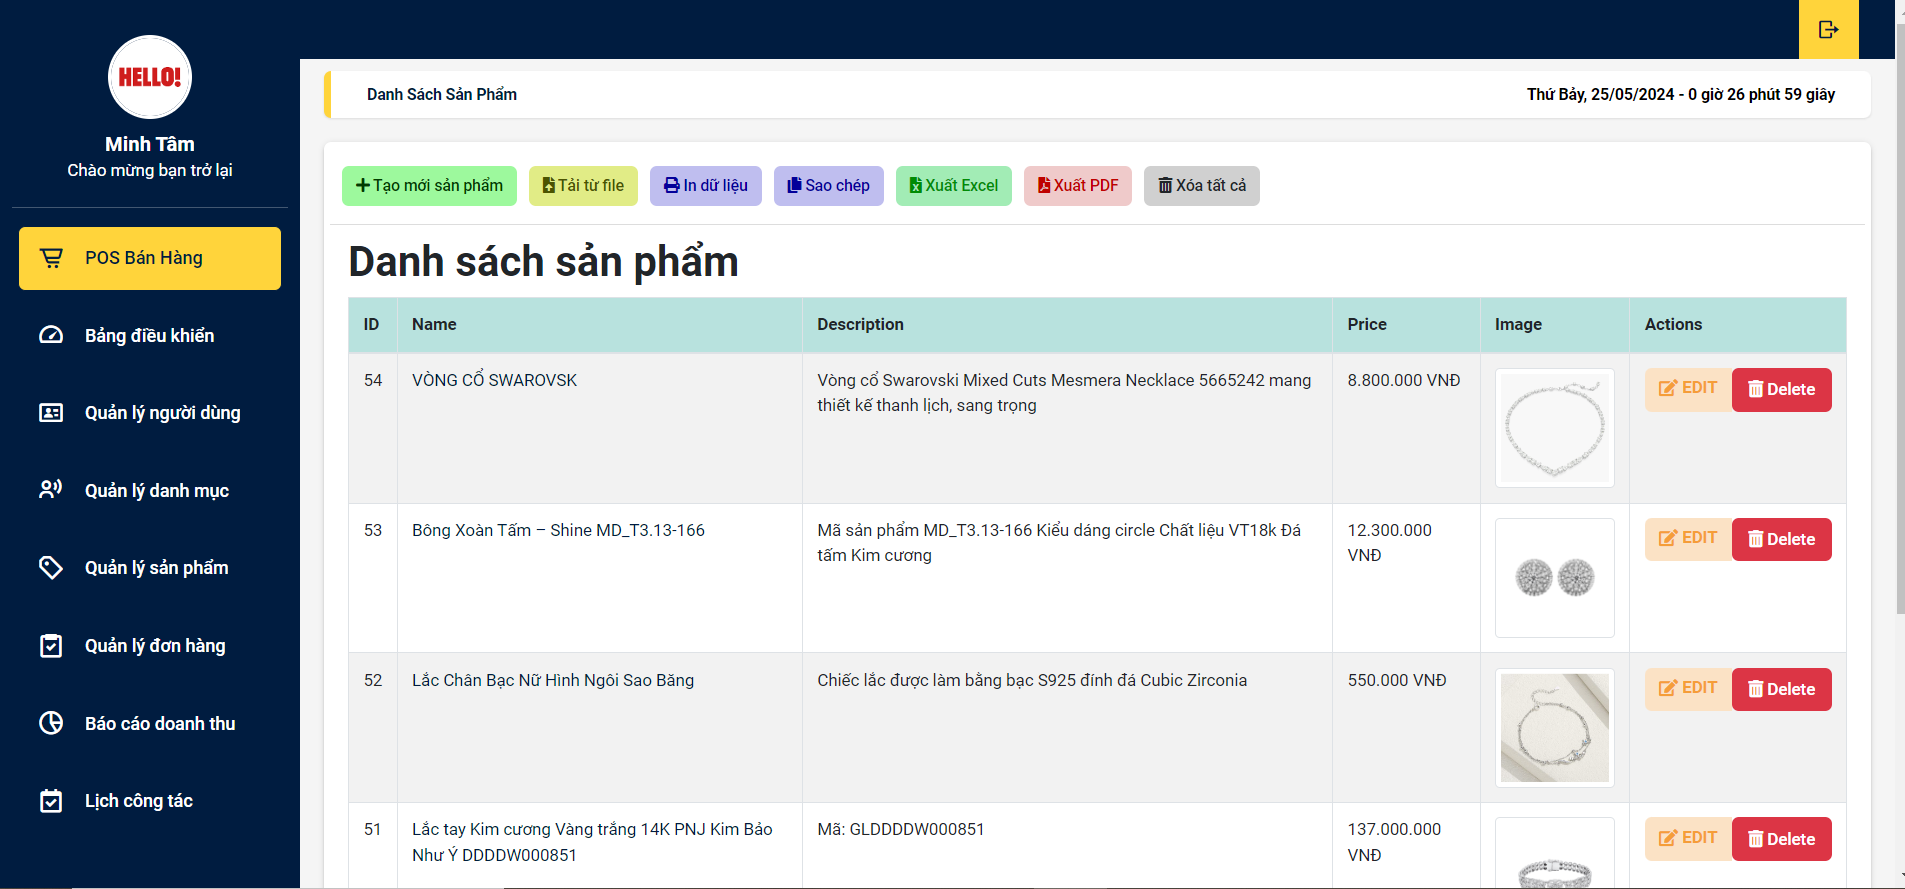 HELLO!
Minh Tâm
Chào mừng bạn trở lại
POS Bán Hàng
Bảng điều khiển
Quản lý người dùng
Quản lý danh mục
Quản lý sản phẩm
Quản lý đơn hàng
Báo cáo doanh thu
Lịch công tác
Danh Sách Sản Phẩm
Thứ Bảy, 25/05/2024 - 0 giờ 26 phút 59 giây
Tạo mới sản phẩm
Tải từ file
In dữ liệu
Sao chép
Xuất Excel
Xuất PDF
Xóa tất cả
Danh sách sản phẩm
ID Name Description Price Image Actions
54 VÒNG CỔ SWAROVSK Vòng cổ Swarovski Mixed Cuts Mesmera Necklace 5665242 mang 8.800.000 VNĐ EDIT Delete
thiết kế thanh lịch, sang trọng
53 Bông Xoàn Tấm – Shine MD_T3.13-166 Mã sản phẩm MD_T3.13-166 Kiểu dáng circle Chất liệu VT18k Đá 12.300.000 EDIT Delete
tấm Kim cương VNĐ
52 Lắc Chân Bạc Nữ Hình Ngôi Sao Băng Chiếc lắc được làm bằng bạc S925 đính đá Cubic Zirconia 550.000 VNĐ EDIT Delete
51 Lắc tay Kim cương Vàng trắng 14K PNJ Kim Bảo Mã: GLDDDDW000851 137.000.000 EDIT Delete
Như Ý DDDDW000851 VNĐ